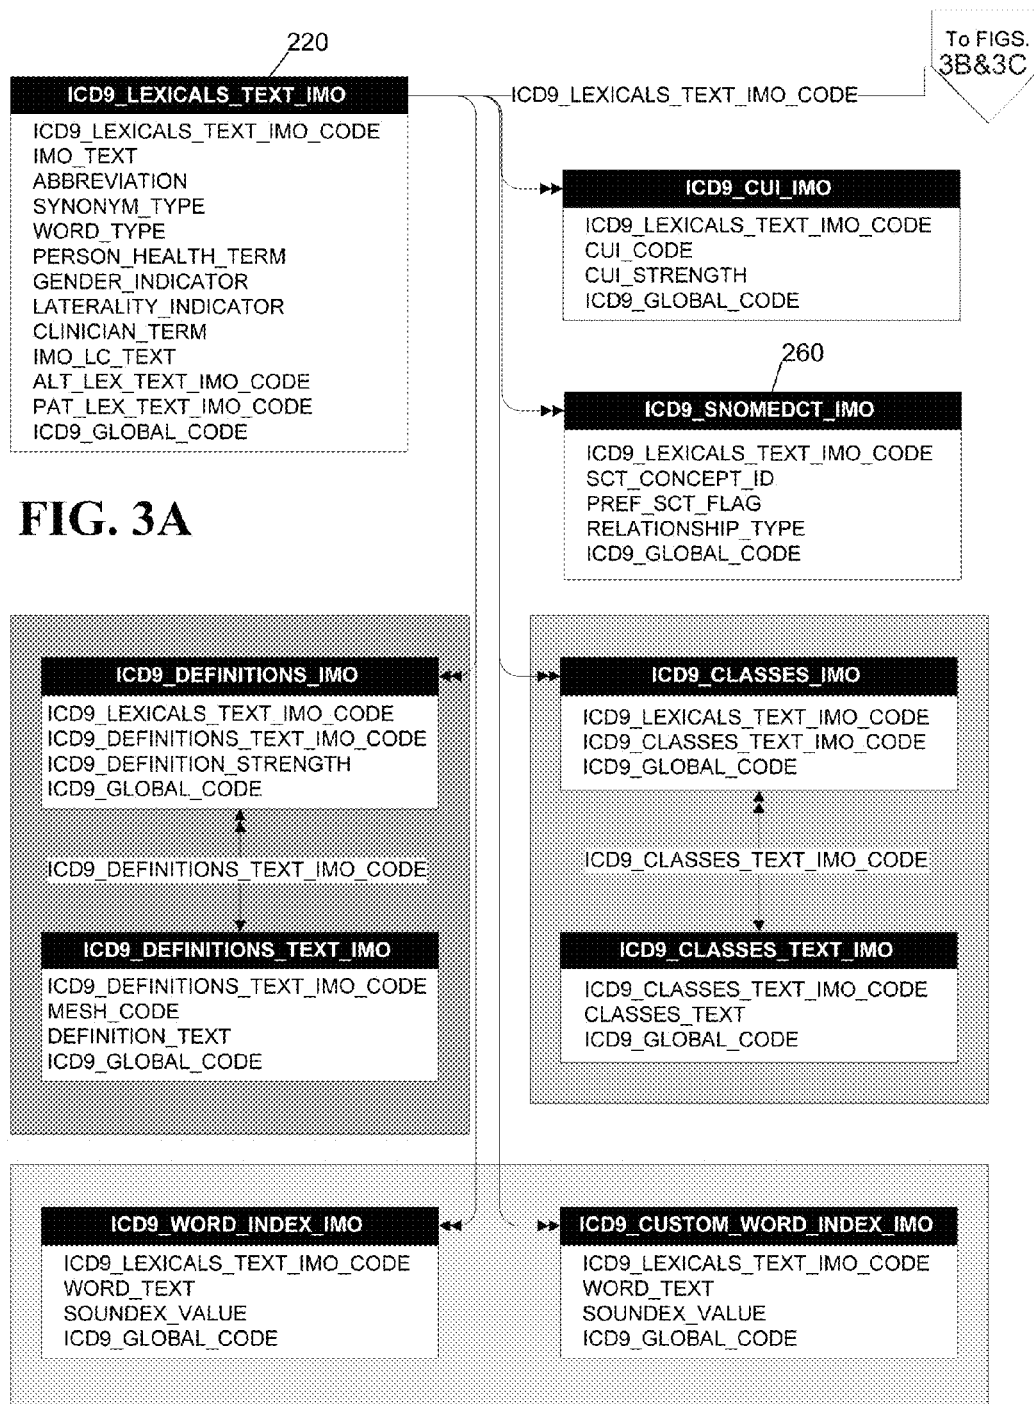 220
To FIGS.
3B&3C
ICD9_LEXICALS_TEXT_IMO
ICD9_LEXICALS_TEXT_IMO_CODE
ICD9_LEXICALS_TEXT_IMO_CODE
IMO_TEXT
ABBREVIATION
SYNONYM_TYPE
WORD_TYPE
PERSON_HEALTH_TERM
GENDER_INDICATOR
LATERALITY_INDICATOR
CLINICIAN_TERM
IMO_LC_TEXT
ALT_LEX_TEXT_IMO_CODE
PAT_LEX_TEXT_IMO_CODE
ICD9_GLOBAL_CODE
ICD9_CUI_IMO
ICD9_LEXICALS_TEXT_IMO_CODE
CUI_CODE
CUI_STRENGTH
ICD9_GLOBAL_CODE
260
ICD9_SNOMEDCT_IMO
ICD9_LEXICALS_TEXT_IMO_CODE
SCT_CONCEPT_ID
PREF_SCT_FLAG
RELATIONSHIP_TYPE
ICD9_GLOBAL_CODE
FIG. 3A
ICD9_DEFINITIONS_IMO
ICD9_LEXICALS_TEXT_IMO_CODE
ICD9_DEFINITIONS_TEXT_IMO_CODE
ICD9_DEFINITION_STRENGTH
ICD9_GLOBAL_CODE
ICD9_DEFINITIONS_TEXT_IMO_CODE
ICD9_DEFINITIONS_TEXT_IMO
ICD9_DEFINITIONS_TEXT_IMO_CODE
MESH_CODE
DEFINITION_TEXT
ICD9_GLOBAL_CODE
ICD9_CLASSES_IMO
ICD9_LEXICALS_TEXT_IMO_CODE
ICD9_CLASSES_TEXT_IMO_CODE
ICD9_GLOBAL_CODE
ICD9_CLASSES_TEXT_IMO_CODE
ICD9_CLASSES_TEXT_IMO
ICD9_CLASSES_TEXT_IMO_CODE
CLASSES_TEXT
ICD9_GLOBAL_CODE
ICD9_WORD_INDEX_IMO
ICD9_LEXICALS_TEXT_IMO_CODE
WORD_TEXT
SOUNDEX_VALUE
ICD9_GLOBAL_CODE
ICD9_CUSTOM_WORD_INDEX_IMO
ICD9_LEXICALS_TEXT_IMO_CODE
WORD_TEXT
SOUNDEX_VALUE
ICD9_GLOBAL_CODE